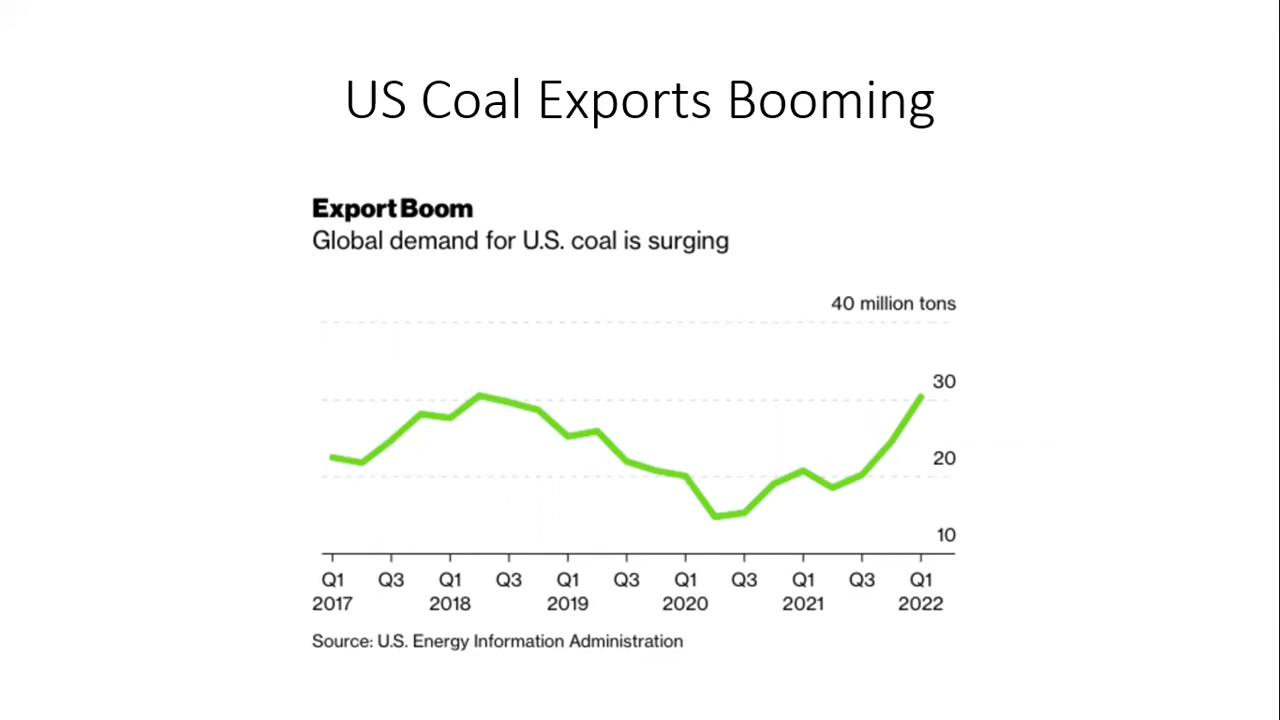 US Coal Exports Booming
Export Boom
Global demand for U.S. coal is surging
40 million tons
30
20
10
Q1 Q3 Q1 Q3 Q1 Q3 Q1 Q3 Q1 Q3 Q1
2017 2018 2019 2020 2021 2022
Source: U.S. Energy Information Administration